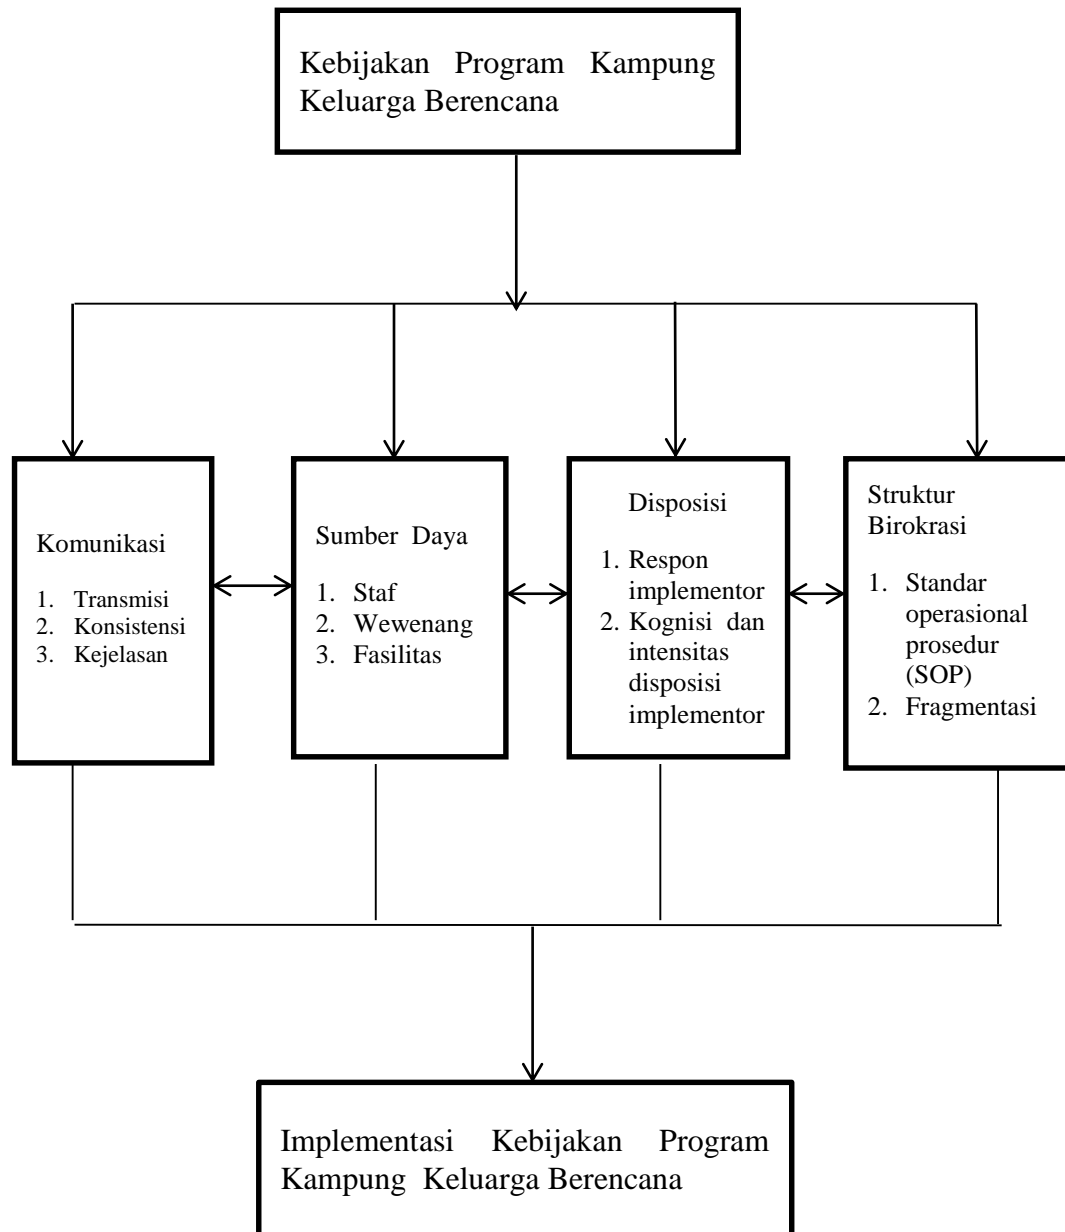 Kebijakan Program Kampung
Keluarga Berencana
Komunikasi
1. Transmisi
2. Konsistensi
3. Kejelasan
Sumber Daya
1. Staf
2. Wewenang
3. Fasilitas
Disposisi
1. Respon
implementor
2. Kognisi dan
intensitas
disposisi
implementor
Struktur
Birokrasi
1. Standar
operasional
prosedur
(SOP)
2. Fragmentasi
Implementasi Kebijakan Program
Kampung Keluarga Berencana